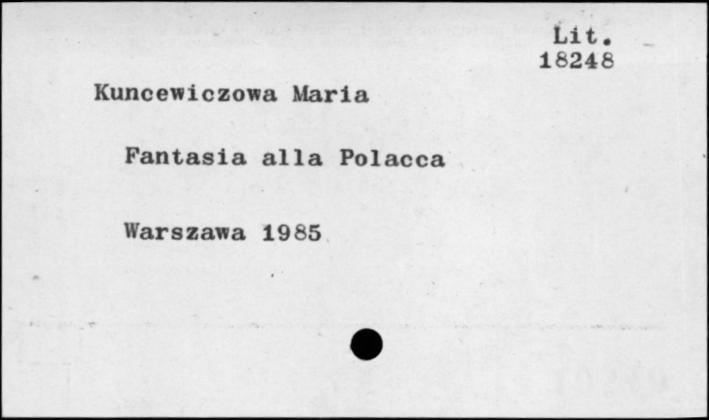 Lit.
18248
Kuncewiczowa Maria
Fantasia alla Polacca
Warszawa 1985